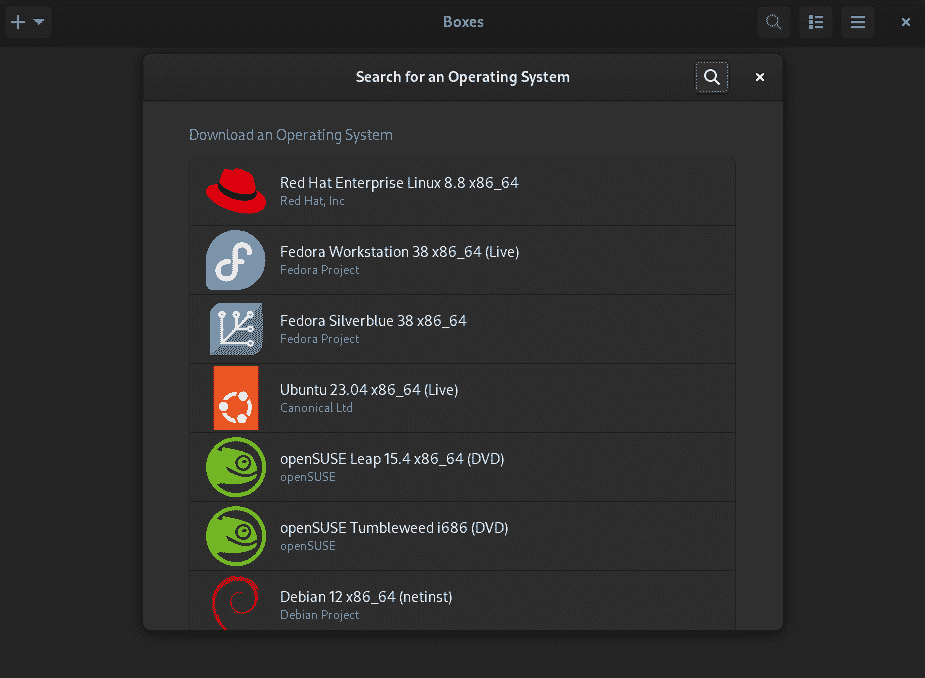 Boxes
Search for an Operating System
Download an Operating System
Red Hat Enterprise Linux 8.8 x86_64
Red Hat, Inc
Fedora Workstation 38 x86_64 (Live)
Fedora Project
Fedora Silverblue 38 x86_64
Fedora Project
Ubuntu 23.04 x86_64 (Live)
Canonical Ltd
openSUSE Leap 15.4 x86_64 (DVD)
openSUSE
openSUSE Tumbleweed i686 (DVD)
openSUSE
Debian 12 x86_64 (netinst)
Debian Project